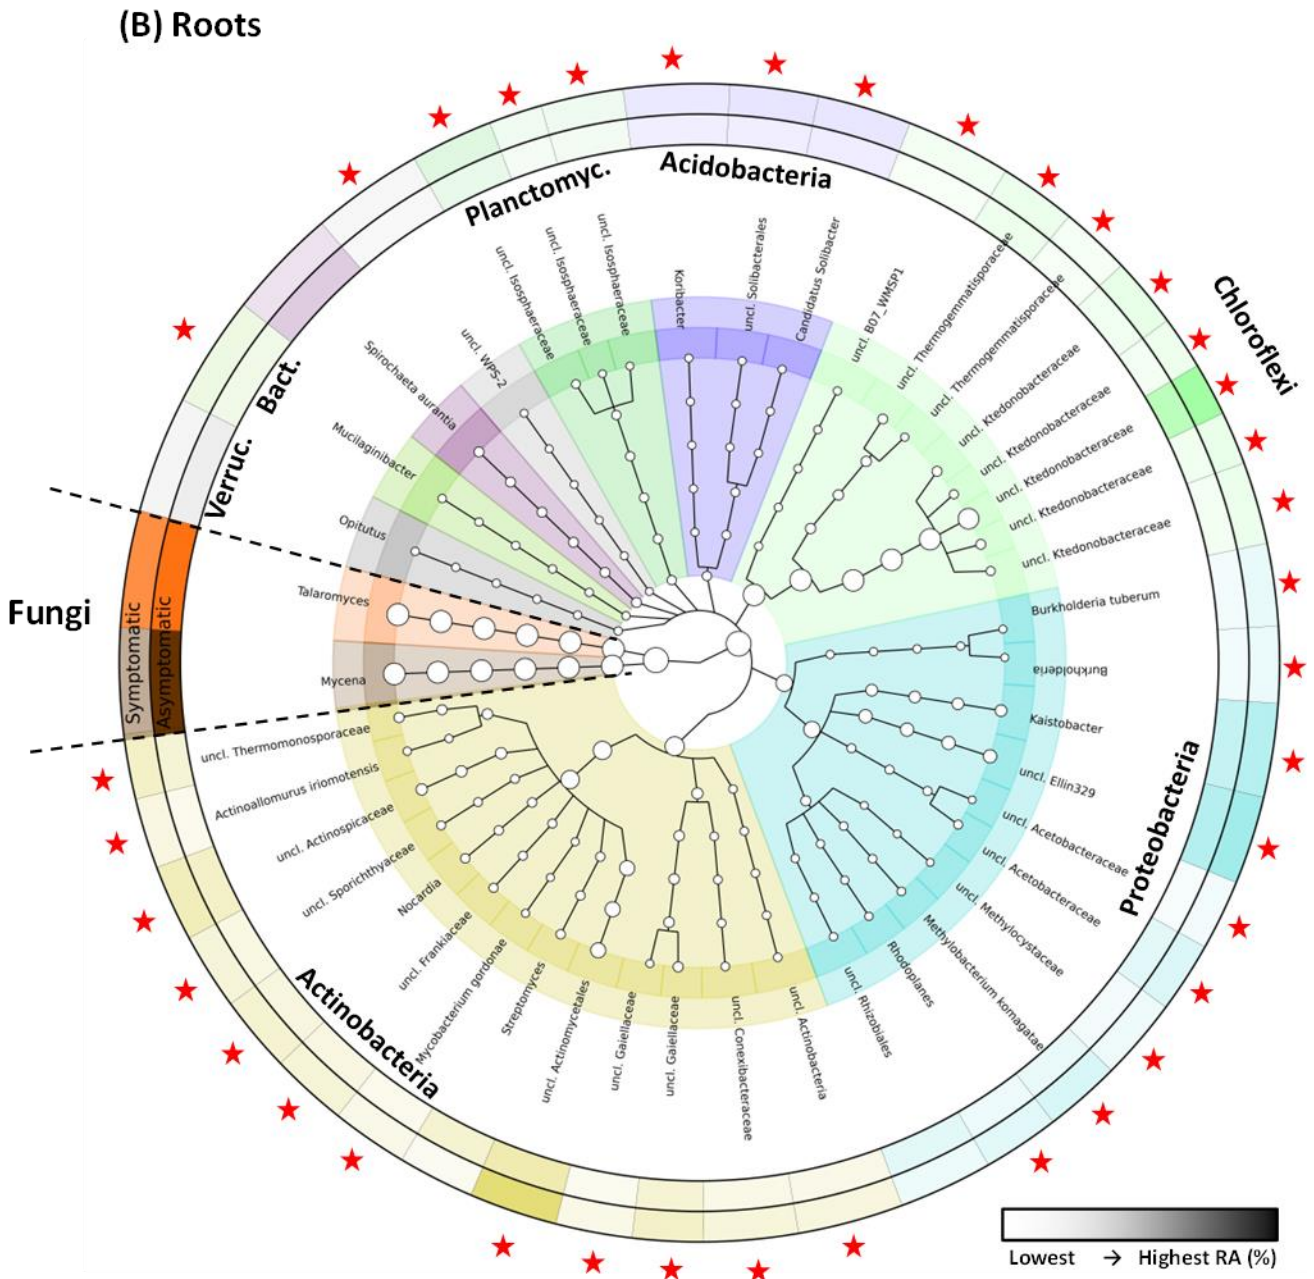 (B) Roots
Planctomyc.
Acidobacteria
Chloroflexi
Proteobacteria
Actinobacteria
Fungi
Verruc.
Bact.
Symptomatic
Asymptomatic
Talaromyces
Mycena
Opitutus
Mucilaginibacter
Spirochaeta aurantia
uncl. WPS-2
uncl. Isosphaeraceae
uncl. Isosphaeraceae
uncl. Isosphaeraceae
Koribacter
uncl. Solibacterales
Candidatus Solibacter
uncl. B07_WMSP1
uncl. Thermogemmatisporaceae
uncl. Thermogemmatisporaceae
uncl. Ktedonobacteraceae
uncl. Ktedonobacteraceae
uncl. Ktedonobacteraceae
uncl. Ktedonobacteraceae
uncl. Ktedonobacteraceae
Burkholderia tuberum
Burkholderia
Kaistobacter
uncl. Ellin329
uncl. Acetobacteraceae
uncl. Acetobacteraceae
uncl. Methylocystaceae
Methylobacterium komagatae
Rhodoplanes
uncl. Rhizobiales
uncl. Actinobacteria
uncl. Conexibacteraceae
uncl. Gaiellaceae
uncl. Gaiellaceae
uncl. Actinomycetales
Streptomyces
Mycobacterium gordonae
uncl. Frankiaceae
Nocardia
uncl. Sporichthyaceae
uncl. Actinospicaceae
Actinoallomurus iriomotensis
uncl. Thermomonosporaceae
Lowest → Highest RA (%)